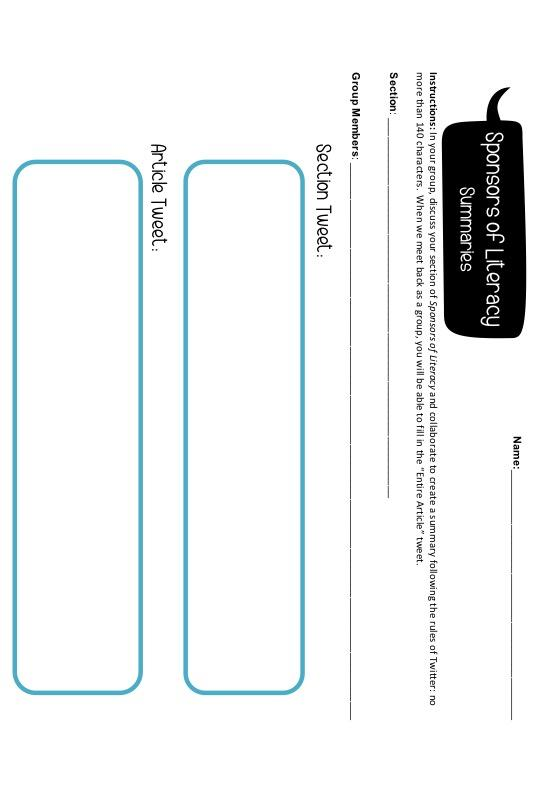 Sponsors of Literacy
Summaries
Name:
Instructions: In your group, discuss your section of Sponsors of Literacy and collaborate to create a summary following the rules of Twitter: no
more than 140 characters. When we meet back as a group, you will be able to fill in the "Entire Article" tweet.
Section:
Group Members:
Section Tweet:
Article Tweet: